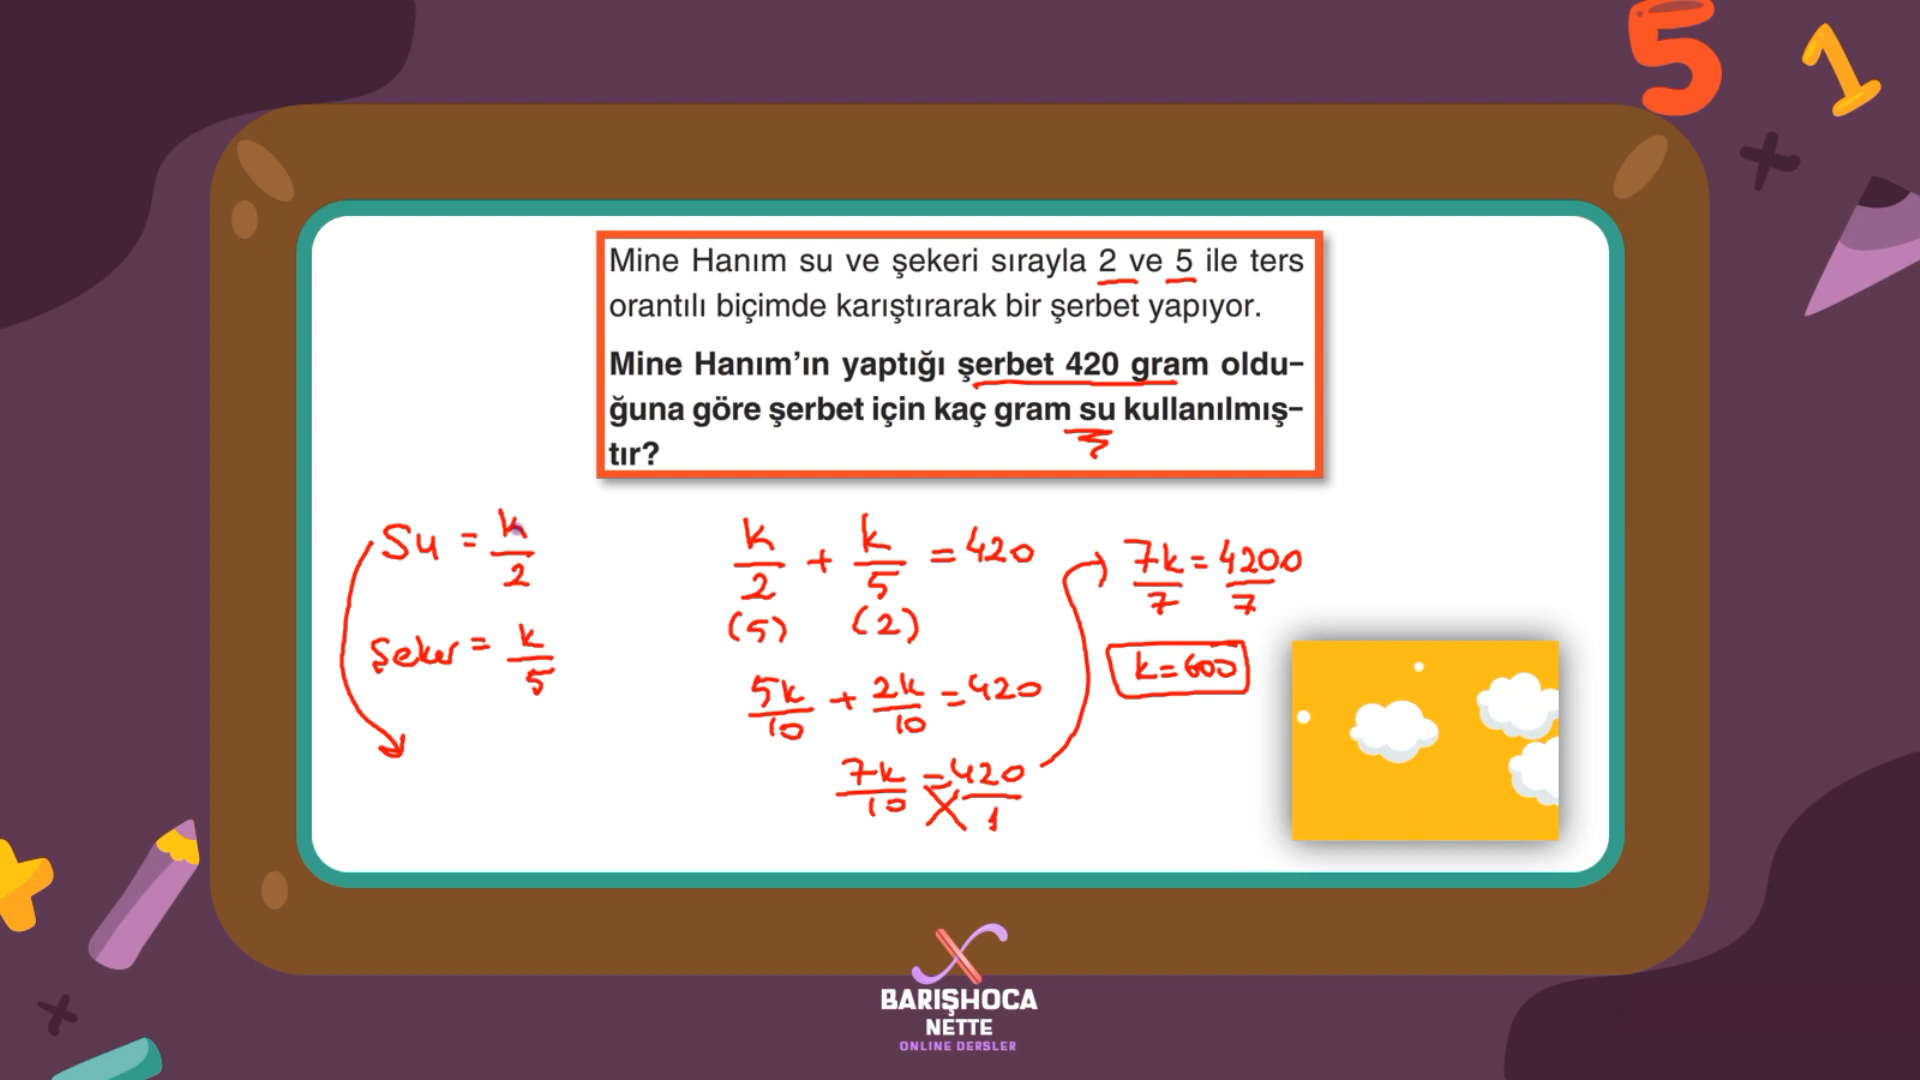 5 1
Mine Hanım su ve şekeri sırayla 2 ve 5 ile ters
orantılı biçimde karıştırarak bir şerbet yapıyor.
Mine Hanım'ın yaptığı şerbet 420 gram oldu-
ğuna göre şerbet için kaç gram su kullanılmış-
tır?
Su = k/2
Şeker = k/5
k/2 + k/5 = 420
(5) (2)
5k/10 + 2k/10 = 420
7k/10 = 420/1
7k/7 = 4200/7
k = 600
BARIŞHOCA
NETTE
ONLINE DERSLER